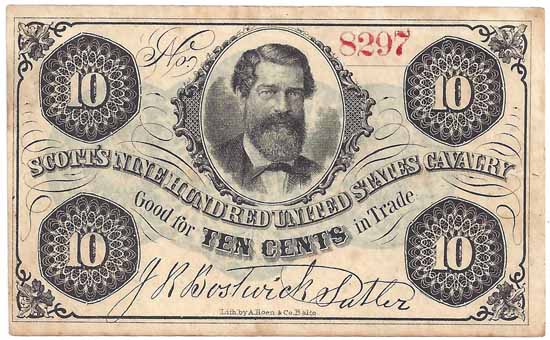 No. 8297
10 10
SCOTT'S NINE HUNDRED UNITED STATES CAVALRY
Good for TEN CENTS in Trade
10 10
J R Bostwick Sutler
Lith by A. Hoen & Co. Balto.